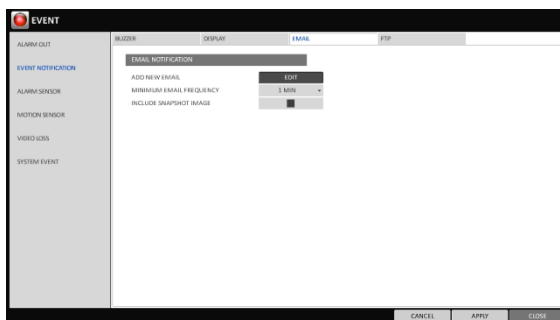 EVENT
BUZZER DISPLAY EMAIL FTP
ALARM OUT
EVENT NOTIFICATION
ALARM SENSOR
MOTION SENSOR
VIDEO LOSS
SYSTEM EVENT
EMAIL NOTIFICATION
ADD NEW EMAIL EDIT
MINIMUM EMAIL FREQUENCY 1 MIN
INCLUDE SNAPSHOT IMAGE
CANCEL APPLY CLOSE